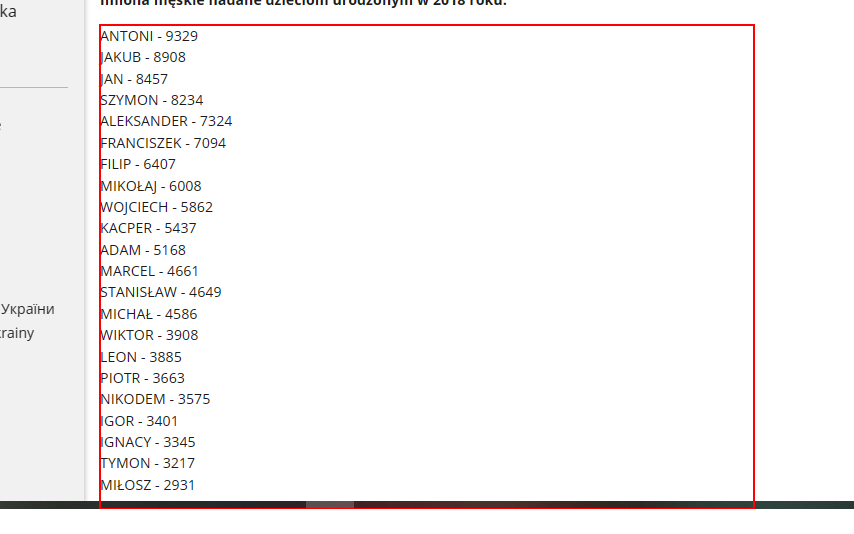 ka
Imiona męskie nadane dzieciom urodzonym w 2018 roku:
ANTONI - 9329
JAKUB - 8908
JAN - 8457
SZYMON - 8234
ALEKSANDER - 7324
FRANCISZEK - 7094
FILIP - 6407
MIKOŁAJ - 6008
WOJCIECH - 5862
KACPER - 5437
ADAM - 5168
MARCEL - 4661
STANISŁAW - 4649
України
MICHAŁ - 4586
rainy
WIKTOR - 3908
LEON - 3885
PIOTR - 3663
NIKODEM - 3575
IGOR - 3401
IGNACY - 3345
TYMON - 3217
MIŁOSZ - 2931